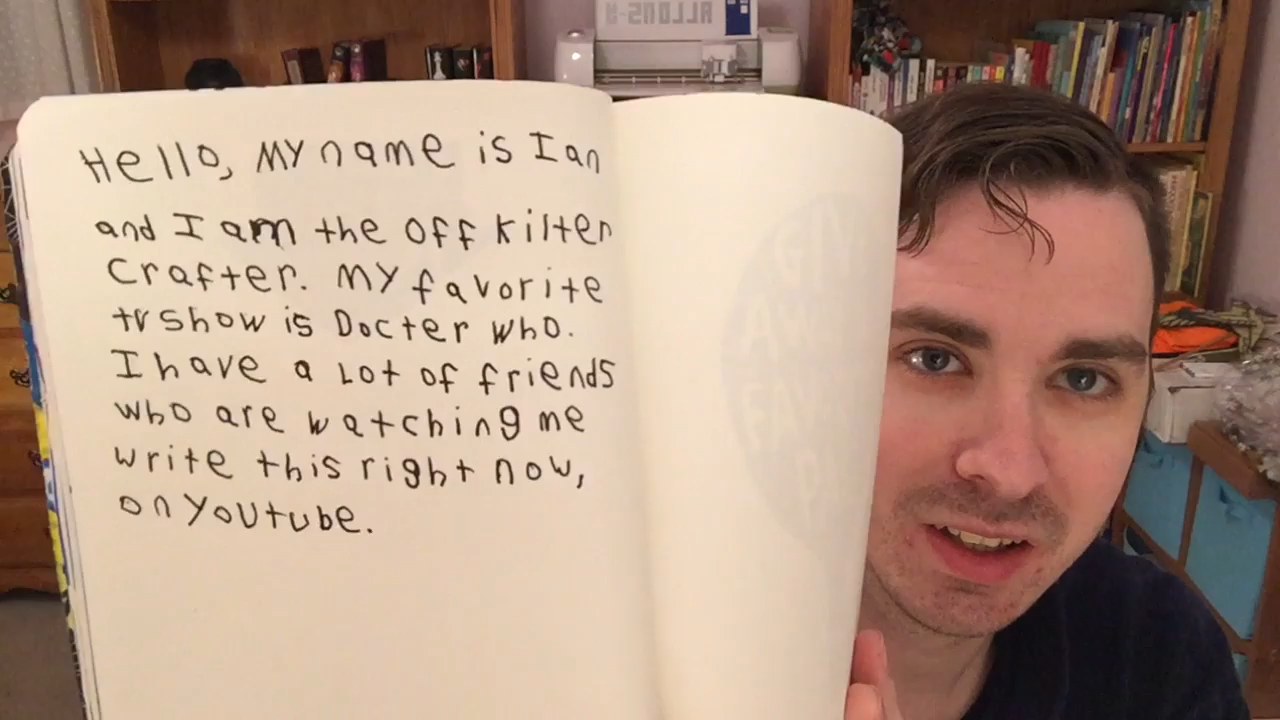 Hello, My name is Ian
and I am the Off Kilter
Crafter. My favorite
tv show is Docter who.
I have a Lot of friends
who are watching me
write this right now,
on YouTube.
ALLONS-Y